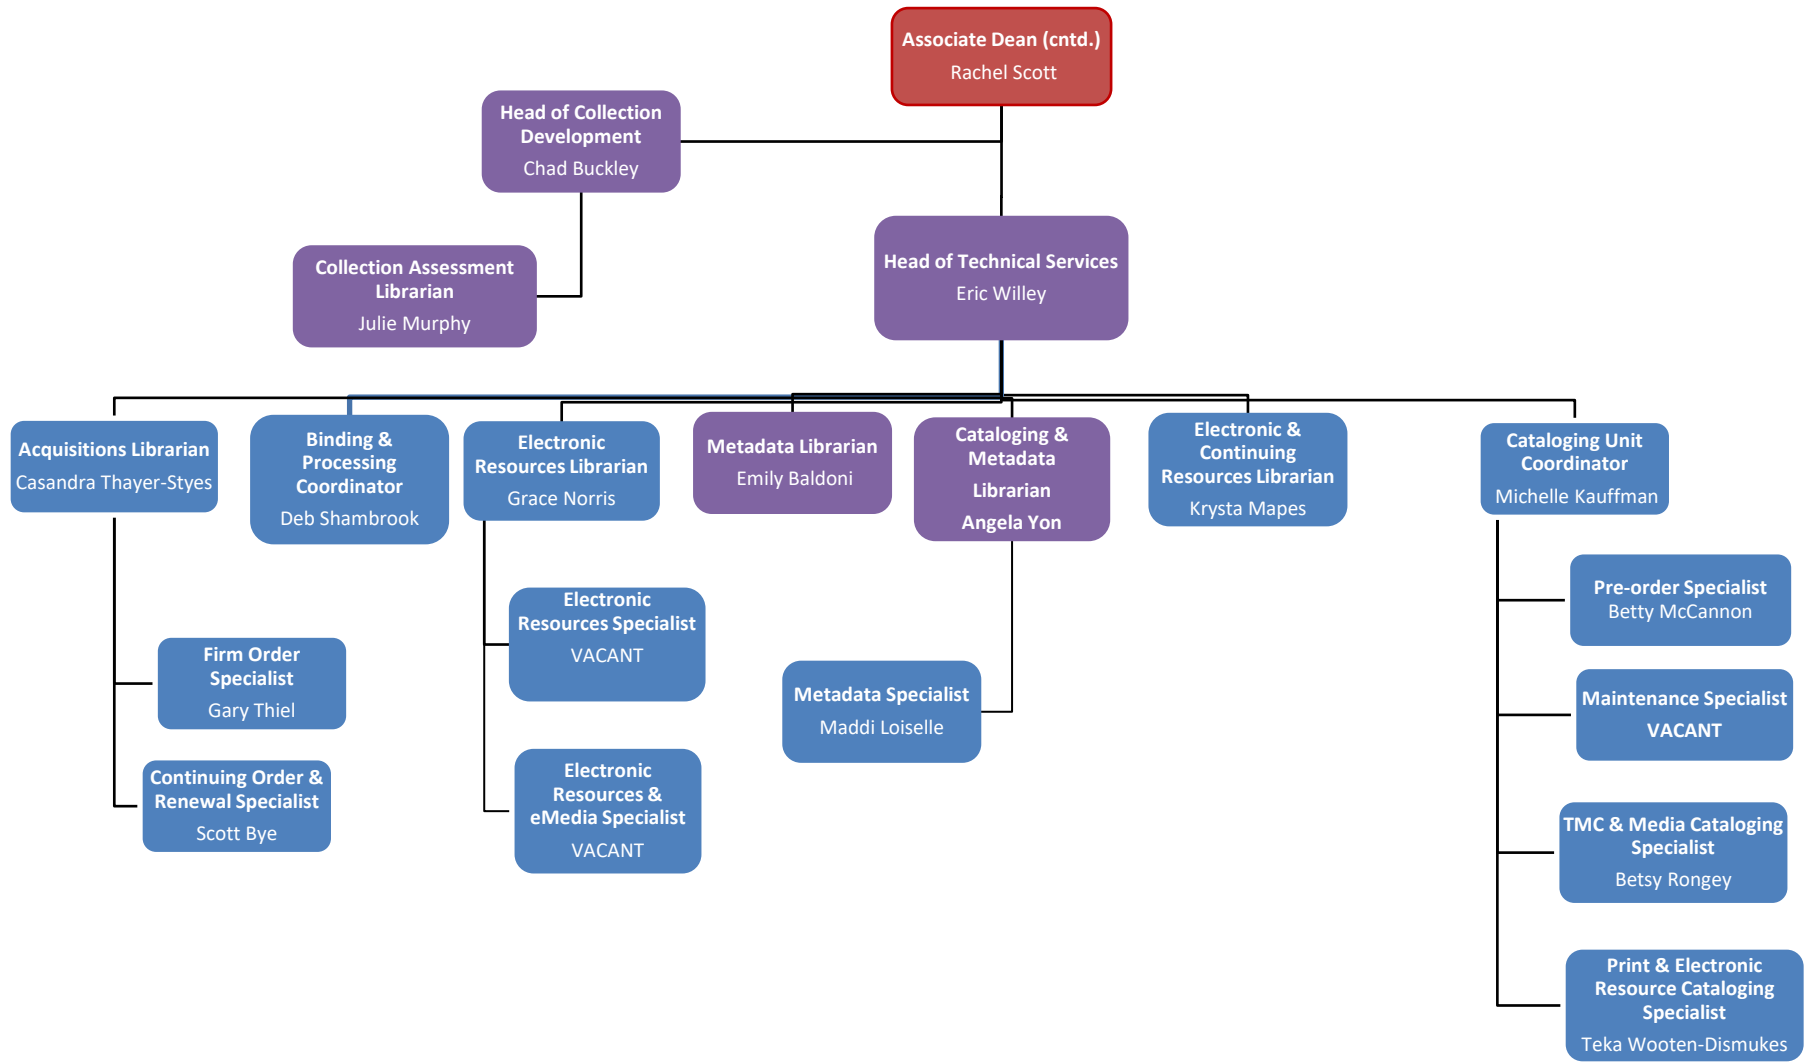 Associate Dean (cntd.)
Rachel Scott
Head of Collection
Development
Chad Buckley
Collection Assessment
Librarian
Julie Murphy
Head of Technical Services
Eric Willey
Acquisitions Librarian
Casandra Thayer-Styes
Binding &
Processing
Coordinator
Deb Shambrook
Electronic
Resources Librarian
Grace Norris
Metadata Librarian
Emily Baldoni
Cataloging &
Metadata
Librarian
Angela Yon
Electronic &
Continuing
Resources Librarian
Krysta Mapes
Cataloging Unit
Coordinator
Michelle Kauffman
Firm Order
Specialist
Gary Thiel
Continuing Order &
Renewal Specialist
Scott Bye
Electronic
Resources Specialist
VACANT
Electronic
Resources &
eMedia Specialist
VACANT
Metadata Specialist
Maddi Loiselle
Pre-order Specialist
Betty McCannon
Maintenance Specialist
VACANT
TMC & Media Cataloging
Specialist
Betsy Rongey
Print & Electronic
Resource Cataloging
Specialist
Teka Wooten-Dismukes